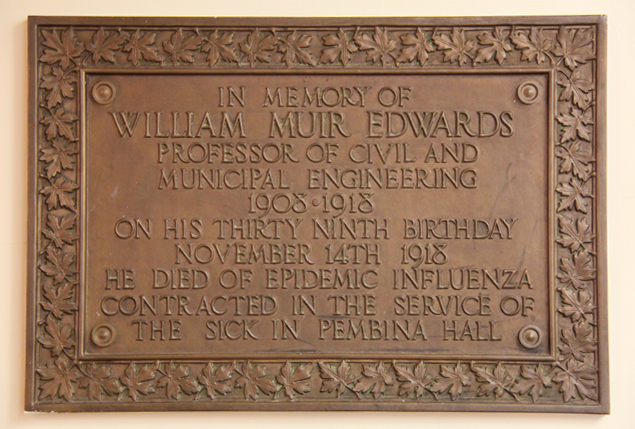 IN MEMORY OF
WILLIAM MUIR EDWARDS
PROFESSOR OF CIVIL AND
MUNICIPAL ENGINEERING
1908 · 1918
ON HIS THIRTY NINTH BIRTHDAY
NOVEMBER 14TH 1918
HE DIED OF EPIDEMIC INFLUENZA
CONTRACTED IN THE SERVICE OF
THE SICK IN PEMBINA HALL